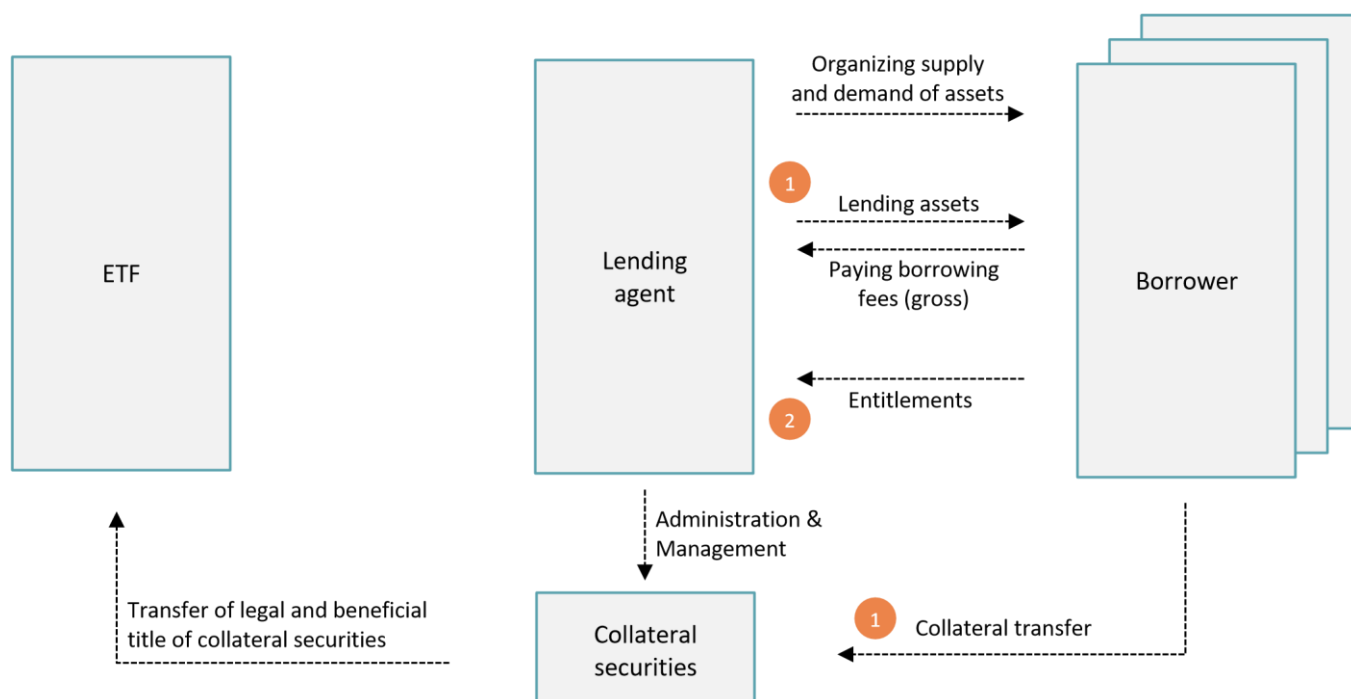 ETF
Lending
agent
Organizing supply
and demand of assets
1
Lending assets
Paying borrowing
fees (gross)
Entitlements
2
Borrower
Administration &
Management
Transfer of legal and beneficial
title of collateral securities
Collateral
securities
1
Collateral transfer